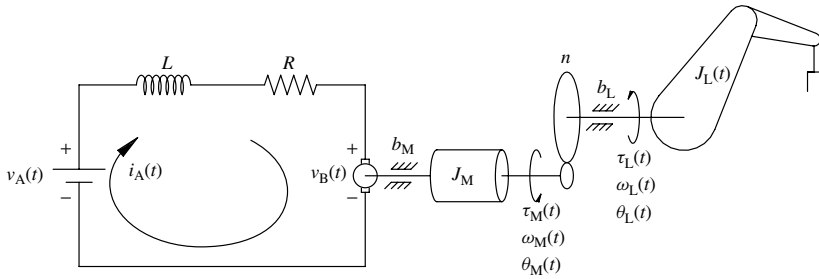 L
R
n
b_L
J_L(t)
+
+
b_M
v_A(t)
i_A(t)
v_B(t)
J_M
−
−
τ_L(t)
ω_L(t)
θ_L(t)
τ_M(t)
ω_M(t)
θ_M(t)